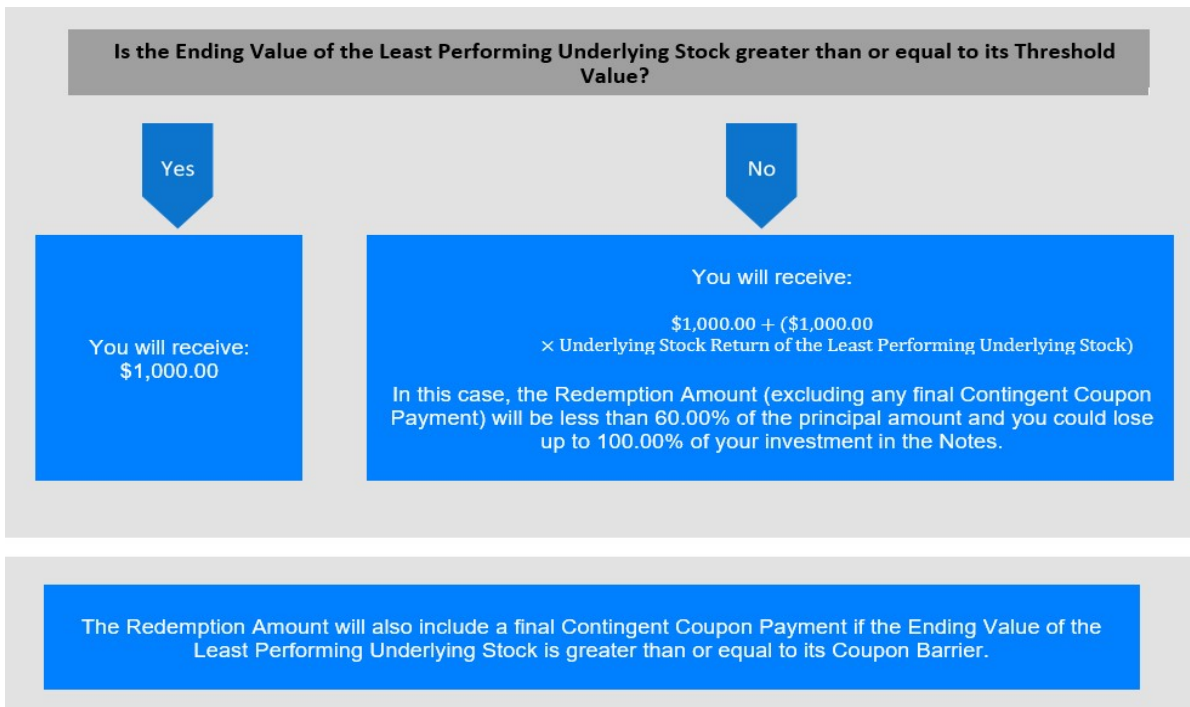 Is the Ending Value of the Least Performing Underlying Stock greater than or equal to its Threshold
Value?
Yes
No
You will receive:
$1,000.00
You will receive:
$1,000.00 + ($1,000.00
× Underlying Stock Return of the Least Performing Underlying Stock)
In this case, the Redemption Amount (excluding any final Contingent Coupon
Payment) will be less than 60.00% of the principal amount and you could lose
up to 100.00% of your investment in the Notes.
The Redemption Amount will also include a final Contingent Coupon Payment if the Ending Value of the
Least Performing Underlying Stock is greater than or equal to its Coupon Barrier.